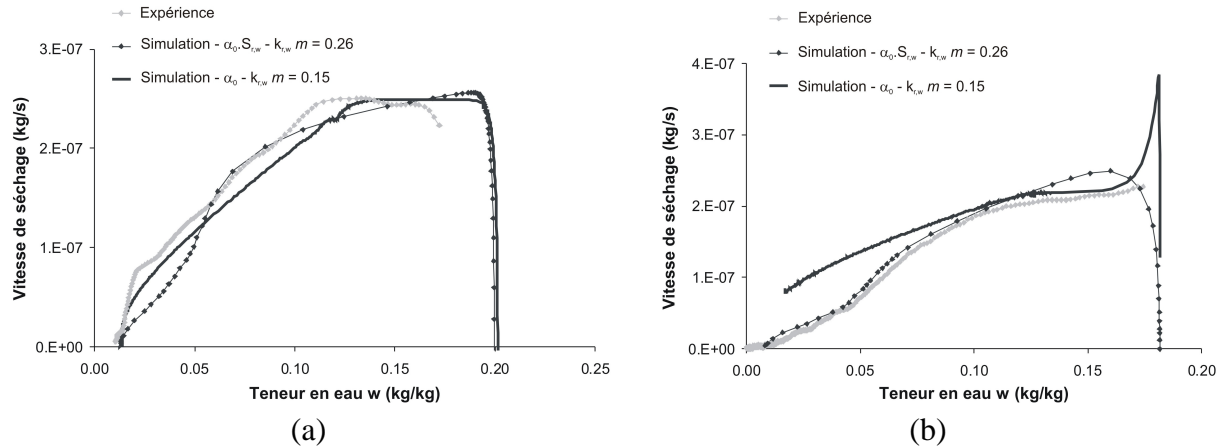 Expérience
Simulation - α0.Sr,w - kr,w m = 0.26
Simulation - α0 - kr,w m = 0.15
Vitesse de séchage (kg/s)
3.E-07
2.E-07
1.E-07
0.E+00
0.00 0.05 0.10 0.15 0.20 0.25
Teneur en eau w (kg/kg)
(a)
Expérience
Simulation - α0.Sr,w - kr,w m = 0.26
Simulation - α0 - kr,w m = 0.15
Vitesse de séchage (kg/s)
4.E-07
3.E-07
2.E-07
1.E-07
0.E+00
0.00 0.05 0.10 0.15 0.20
Teneur en eau w (kg/kg)
(b)